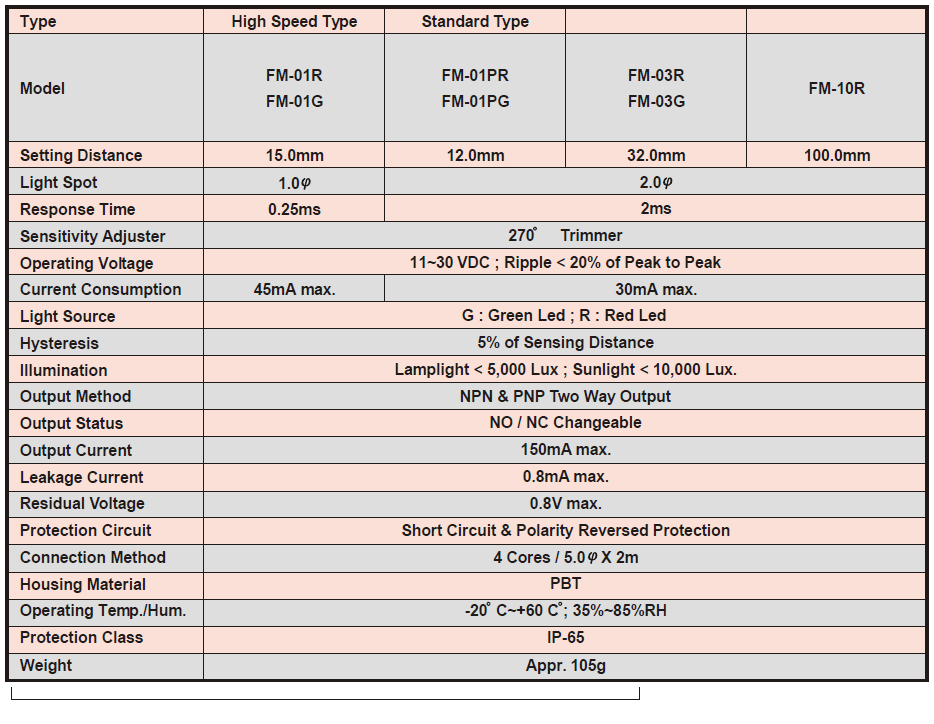 Type High Speed Type Standard Type
Model FM-01R FM-01G FM-01PR FM-01PG FM-03R FM-03G FM-10R
Setting Distance 15.0mm 12.0mm 32.0mm 100.0mm
Light Spot 1.0φ 2.0φ
Response Time 0.25ms 2ms
Sensitivity Adjuster 270° Trimmer
Operating Voltage 11~30 VDC ; Ripple < 20% of Peak to Peak
Current Consumption 45mA max. 30mA max.
Light Source G : Green Led ; R : Red Led
Hysteresis 5% of Sensing Distance
Illumination Lamplight < 5,000 Lux ; Sunlight < 10,000 Lux.
Output Method NPN & PNP Two Way Output
Output Status NO / NC Changeable
Output Current 150mA max.
Leakage Current 0.8mA max.
Residual Voltage 0.8V max.
Protection Circuit Short Circuit & Polarity Reversed Protection
Connection Method 4 Cores / 5.0φ X 2m
Housing Material PBT
Operating Temp./Hum. -20° C~+60 C°; 35%~85%RH
Protection Class IP-65
Weight Appr. 105g